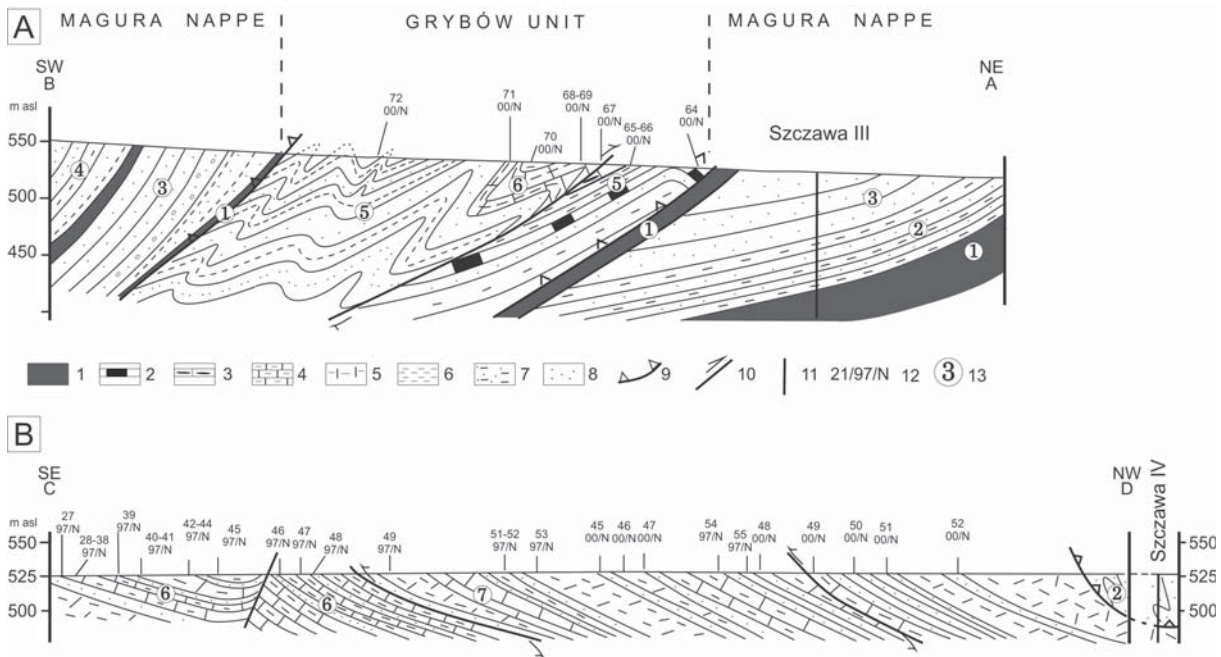 A
MAGURA NAPPE
GRYBÓW UNIT
MAGURA NAPPE
SW
B
NE
A
m asl
72
00/N
71
00/N
70
00/N
68-69
00/N
67
00/N
65-66
00/N
64
00/N
Szczawa III
550
500
450
4
3
1
5
6
5
1
3
2
1
1
2
3
4
5
6
7
8
9
10
11
21/97/N 12
3 13
B
SE
C
NW
D
Szczawa IV
m asl
27
97/N
28-38
97/N
39
97/N
40-41
97/N
42-44
97/N
45
97/N
46
97/N
47
97/N
48
97/N
49
97/N
51-52
97/N
53
97/N
45
00/N
46
00/N
47
00/N
54
97/N
55
97/N
48
00/N
49
00/N
50
00/N
51
00/N
52
00/N
550
525
500
6
6
7
2
550
525
500